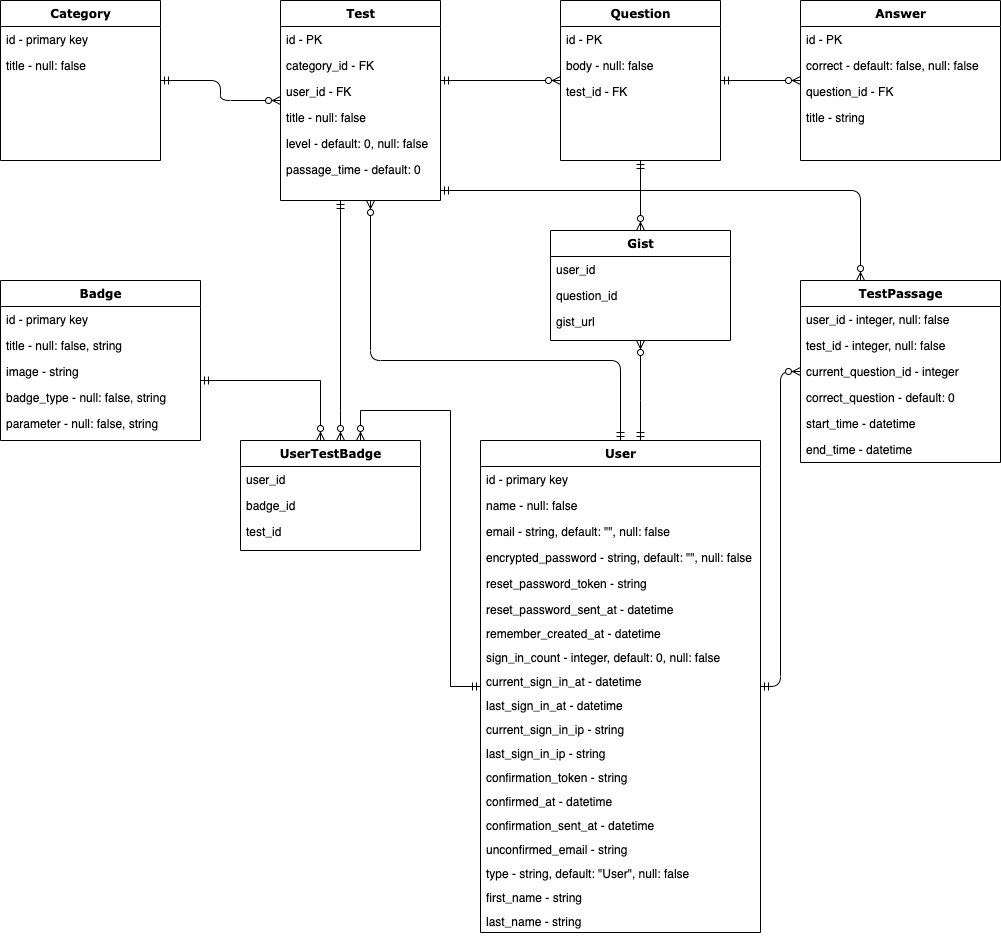 Category
id - primary key
title - null: false
Test
id - PK
category_id - FK
user_id - FK
title - null: false
level - default: 0, null: false
passage_time - default: 0
Question
id - PK
body - null: false
test_id - FK
Answer
id - PK
correct - default: false, null: false
question_id - FK
title - string
Gist
user_id
question_id
gist_url
Badge
id - primary key
title - null: false, string
image - string
badge_type - null: false, string
parameter - null: false, string
TestPassage
user_id - integer, null: false
test_id - integer, null: false
current_question_id - integer
correct_question - default: 0
start_time - datetime
end_time - datetime
UserTestBadge
user_id
badge_id
test_id
User
id - primary key
name - null: false
email - string, default: "", null: false
encrypted_password - string, default: "", null: false
reset_password_token - string
reset_password_sent_at - datetime
remember_created_at - datetime
sign_in_count - integer, default: 0, null: false
current_sign_in_at - datetime
last_sign_in_at - datetime
current_sign_in_ip - string
last_sign_in_ip - string
confirmation_token - string
confirmed_at - datetime
confirmation_sent_at - datetime
unconfirmed_email - string
type - string, default: "User", null: false
first_name - string
last_name - string